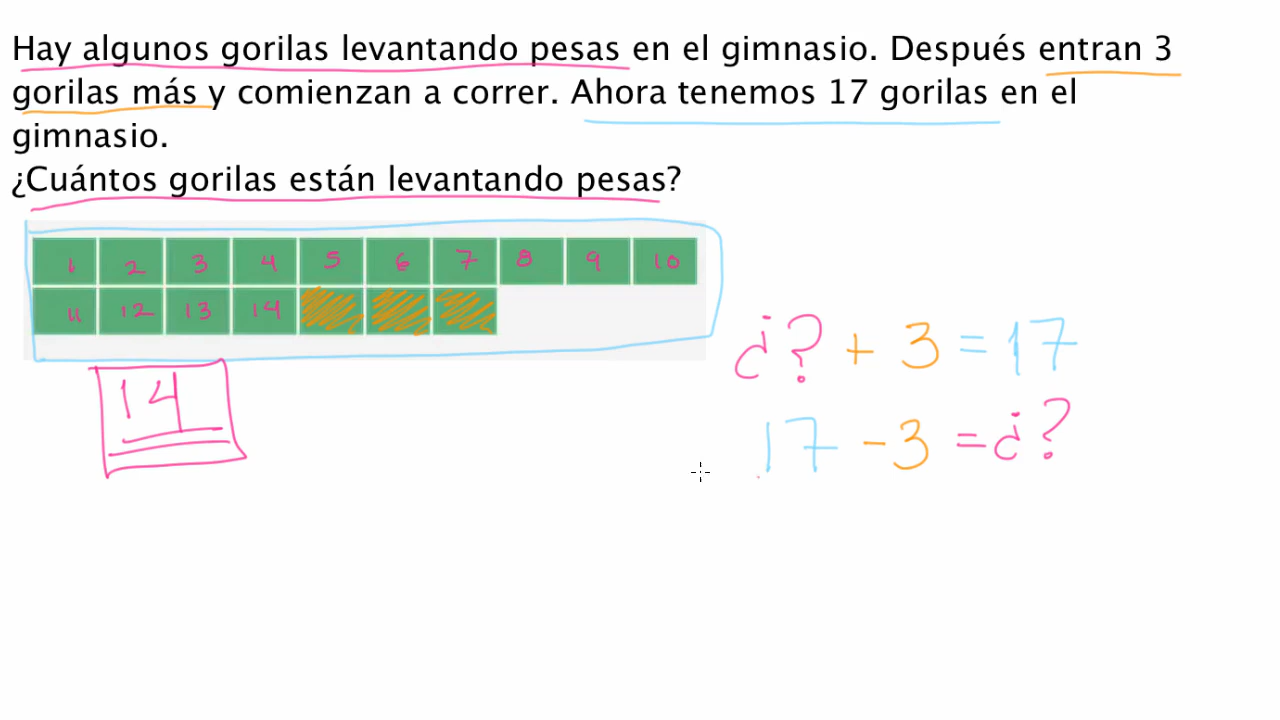 Hay algunos gorilas levantando pesas en el gimnasio. Después entran 3
gorilas más y comienzan a correr. Ahora tenemos 17 gorilas en el
gimnasio.
¿Cuántos gorilas están levantando pesas?
1 2 3 4 5 6 7 8 9 10
11 12 13 14
14
¿? + 3 = 17
17 - 3 = ¿?